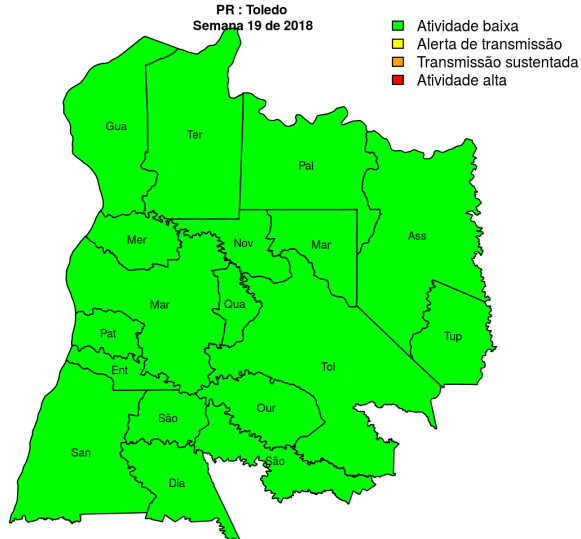 PR : Toledo
Semana 19 de 2018
Atividade baixa
Alerta de transmissão
Transmissão sustentada
Atividade alta
Gua
Ter
Pal
Mer
Nov
Mar
Ass
Mar
Qua
Pat
Tup
Ent
Tol
São
Our
San
São
Dia